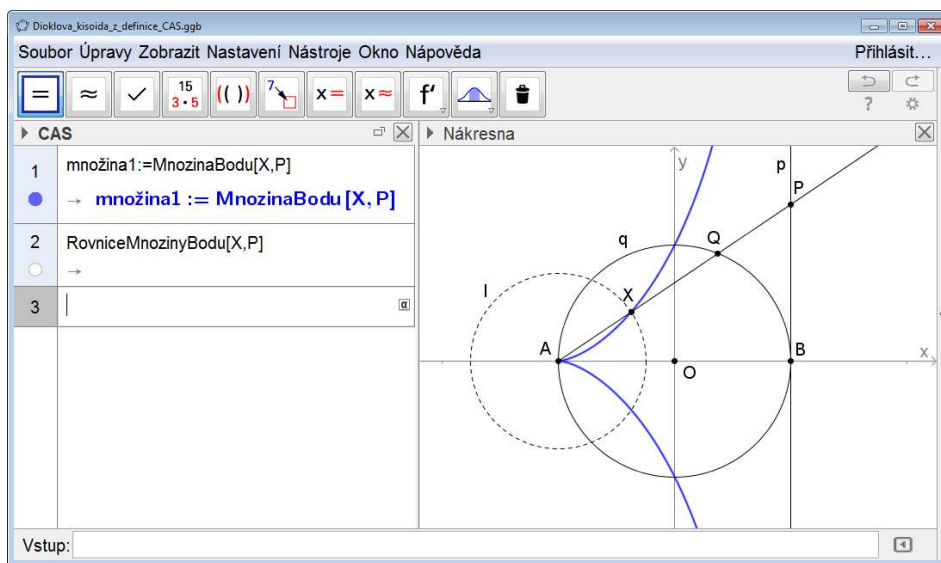 Dioklova_kisoida_z_definice_CAS.ggb
Soubor Úpravy Zobrazit Nastavení Nástroje Okno Nápověda Přihlásit...
= ≈ ✓ 15 3·5 (( )) 7 x= x≈ f′
?
CAS
Nákresna
1 množina1:=MnozinaBodu[X,P]
→ množina1 := MnozinaBodu[X, P]
2 RovniceMnozinyBodu[X,P]
→
3
α
y p
P
q Q
l X
A B x
O
Vstup: